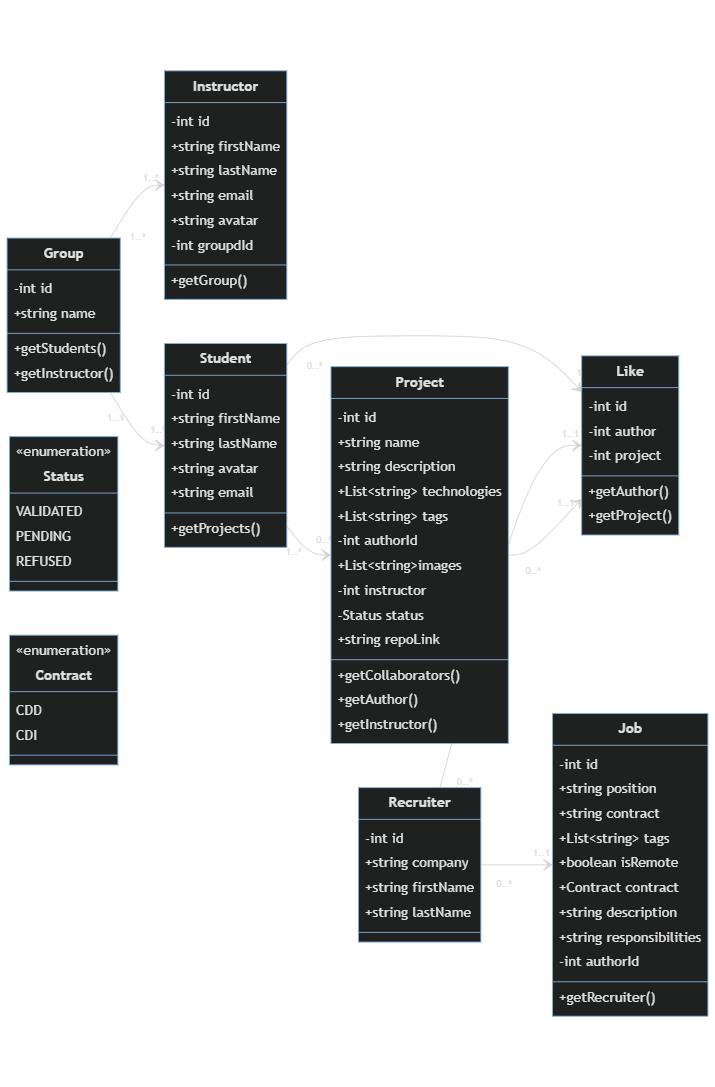 Instructor
-int id
+string firstName
+string lastName
+string email
+string avatar
-int groupdId
+getGroup()
1..*
1..*
Group
-int id
+string name
+getStudents()
+getInstructor()
1..1
1..
Student
-int id
+string firstName
+string lastName
+string avatar
+string email
+getProjects()
0..*
1..*
0..
«enumeration»
Status
VALIDATED
PENDING
REFUSED
«enumeration»
Contract
CDD
CDI
Project
-int id
+string name
+string description
+List<string> technologies
+List<string> tags
-int authorId
+List<string>images
-int instructor
-Status status
+string repoLink
+getCollaborators()
+getAuthor()
+getInstructor()
Like
-int id
-int author
-int project
+getAuthor()
+getProject()
1..1
1..1
0..*
0..*
Recruiter
-int id
+string company
+string firstName
+string lastName
1..1
0..*
Job
-int id
+string position
+string contract
+List<string> tags
+boolean isRemote
+Contract contract
+string description
+string responsibilities
-int authorId
+getRecruiter()